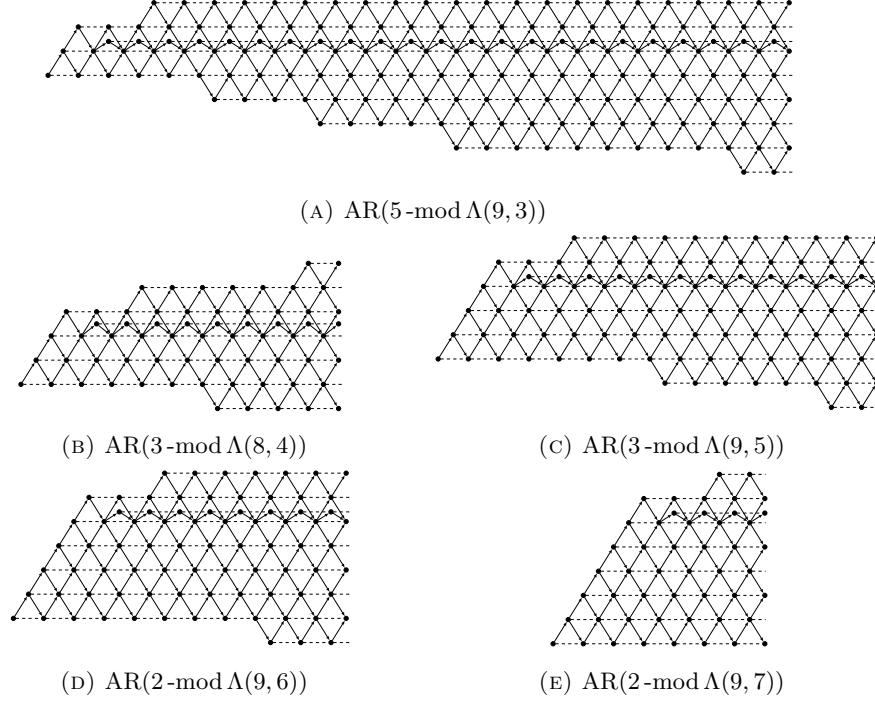 (A) AR(5 -mod Λ(9, 3))
(B) AR(3 -mod Λ(8, 4))
(C) AR(3 -mod Λ(9, 5))
(D) AR(2 -mod Λ(9, 6))
(E) AR(2 -mod Λ(9, 7))